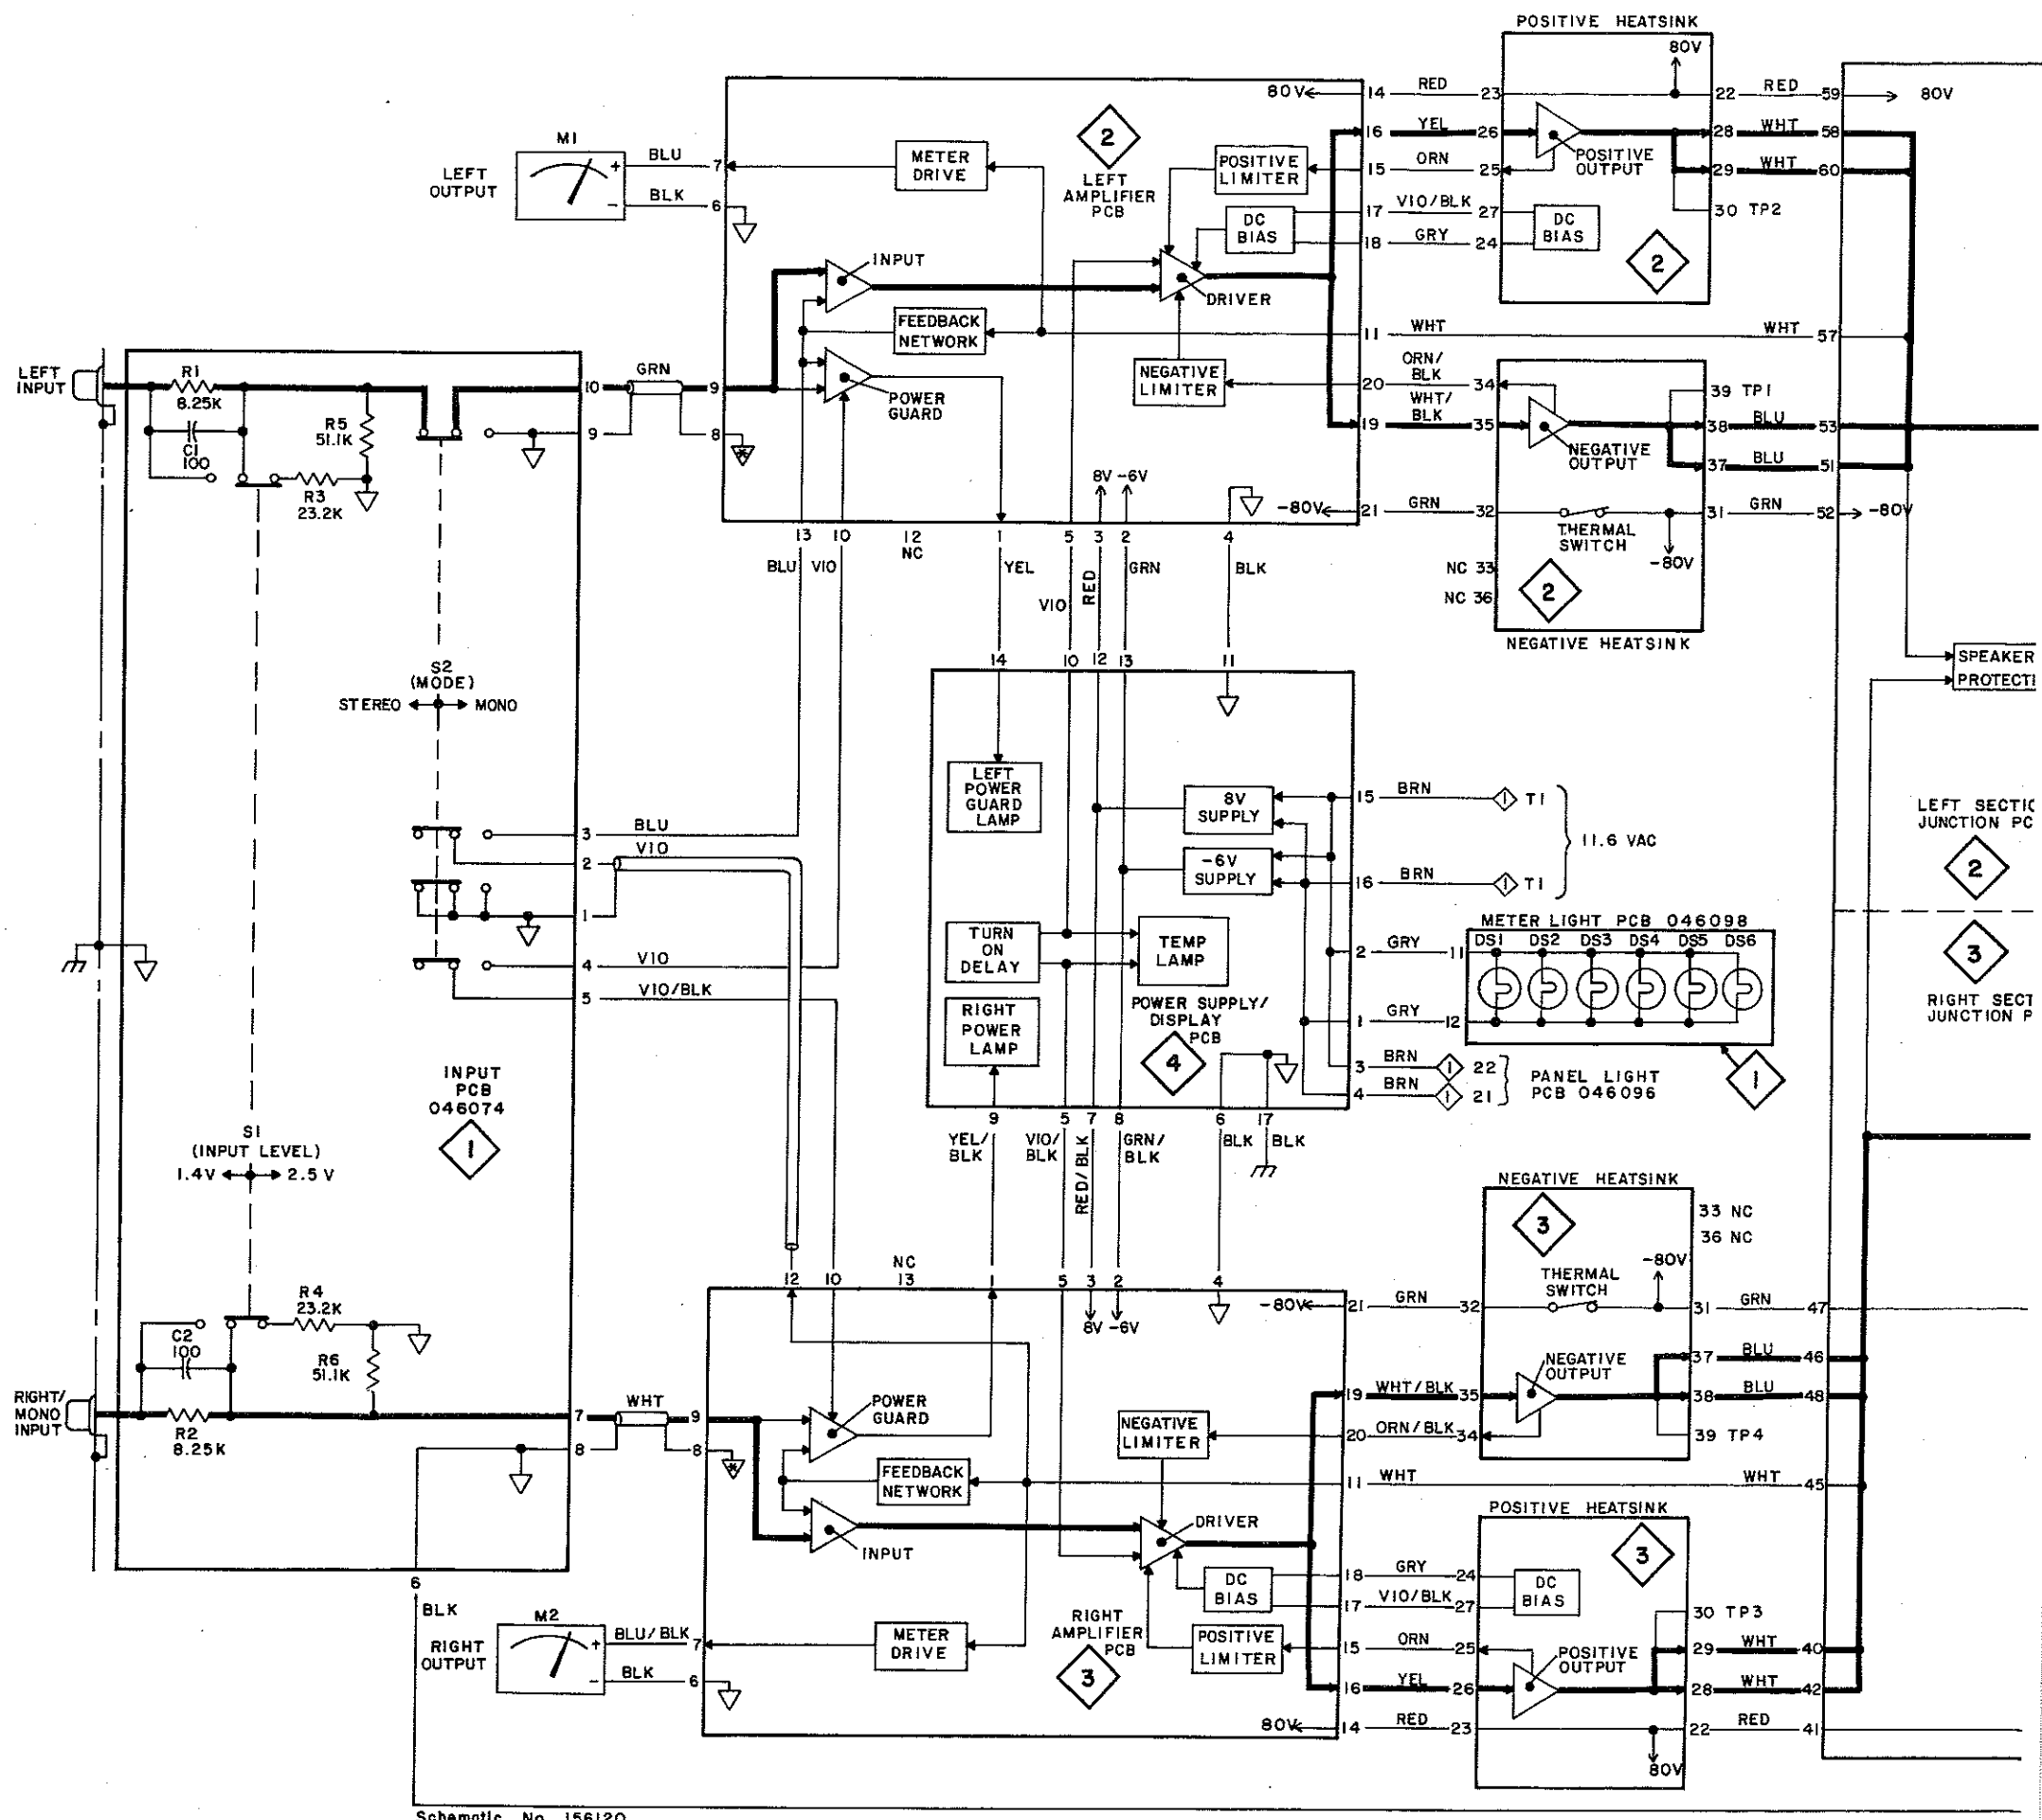 POSITIVE HEATSINK
80V
80V 14 RED 23 22 RED 59 80V
M1
LEFT OUTPUT
+ BLU 7
- BLK 6
METER DRIVE
2
LEFT AMPLIFIER PCB
POSITIVE LIMITER
DC BIAS
16 YEL 26
15 ORN 25
17 VIO/BLK 27
18 GRY 24
POSITIVE OUTPUT
DC BIAS
2
28 WHT 58
29 WHT 60
30 TP2
INPUT
DRIVER
FEEDBACK NETWORK
POWER GUARD
NEGATIVE LIMITER
11 WHT WHT 57
20 ORN/BLK 34
19 WHT/BLK 35
NEGATIVE OUTPUT
39 TP1
38 BLU 53
37 BLU 51
8V -6V
-80V 21 GRN 32
THERMAL SWITCH
-80V
31 GRN 52 -80V
NC 33
NC 36
2
NEGATIVE HEATSINK
LEFT INPUT
R1
8.25K
C1
100
R5
51.1K
R3
23.2K
10 GRN 9
9 8
13 10 12 1 5 3 2 4
NC
BLU VIO YEL VIO RED GRN BLK
S2
(MODE)
STEREO MONO
14 10 12 13 11
SPEAKER
PROTECTI
LEFT POWER GUARD LAMP
8V SUPPLY
-6V SUPPLY
15 BRN 1 T1
11.6 VAC
16 BRN 1 T1
3 BLU
2 VIO
1
4 VIO
5 VIO/BLK
TURN ON DELAY
TEMP LAMP
RIGHT POWER LAMP
POWER SUPPLY/
DISPLAY
PCB
4
METER LIGHT PCB 046098
DS1 DS2 DS3 DS4 DS5 DS6
2 GRY 11
1 GRY 12
3 BRN 1 22
4 BRN 1 21
PANEL LIGHT
PCB 046096
1
LEFT SECTIO
JUNCTION PC
2
3
RIGHT SECT
JUNCTION P
INPUT
PCB
046074
1
9 5 7 8 6 17
YEL/BLK VIO/BLK RED/BLK GRN/BLK BLK BLK
S1
(INPUT LEVEL)
1.4V 2.5 V
NEGATIVE HEATSINK
3
33 NC
36 NC
-80V
THERMAL SWITCH
NC
12 10 13 1 5 3 2 4
8V -6V
-80V 21 GRN 32
31 GRN 47
R4
23.2K
C2
100
R6
51.1K
RIGHT/
MONO
INPUT
R2
8.25K
7 WHT 9
8 8
POWER GUARD
NEGATIVE LIMITER
19 WHT/BLK 35
20 ORN/BLK 34
NEGATIVE OUTPUT
37 BLU 46
38 BLU 48
39 TP4
FEEDBACK NETWORK
11 WHT WHT 45
INPUT
DRIVER
POSITIVE HEATSINK
3
DC BIAS
18 GRY 24
17 VIO/BLK 27
DC BIAS
30 TP3
6
BLK
M2
RIGHT OUTPUT
+ BLU/BLK 7
- BLK 6
METER DRIVE
RIGHT AMPLIFIER PCB
3
POSITIVE LIMITER
15 ORN 25
16 YEL 26
POSITIVE OUTPUT
29 WHT 40
28 WHT 42
80V 14 RED 23
22 RED 41
80V
Schematic No. 156120